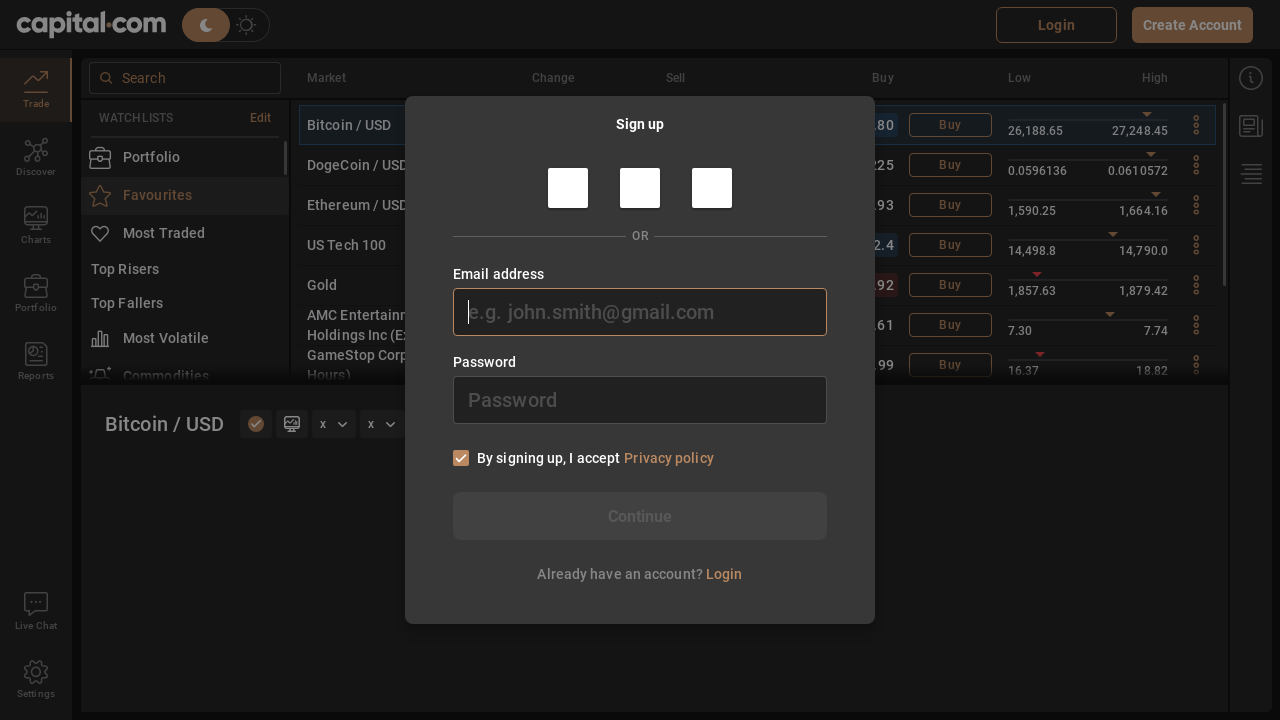 capital.com
Login
Create Account
Trade
Discover
Charts
Portfolio
Reports
Live Chat
Settings
Search
WATCHLISTS Edit
Portfolio
Favourites
Most Traded
Top Risers
Top Fallers
Most Volatile
Commodities
Market Change Sell Buy Low High
Bitcoin / USD .80 Buy 26,188.65 27,248.45
DogeCoin / USD 225 Buy 0.0596136 0.0610572
Ethereum / USD .93 Buy 1,590.25 1,664.16
US Tech 100 2.4 Buy 14,498.8 14,790.0
Gold .92 Buy 1,857.63 1,879.42
AMC Entertainm
Holdings Inc (Ex .61 Buy 7.30 7.74
GameStop Corp
Hours) .99 Buy 16.37 18.82
Bitcoin / USD x x
Sign up
OR
Email address
e.g. john.smith@gmail.com
Password
Password
By signing up, I accept Privacy policy
Continue
Already have an account? Login